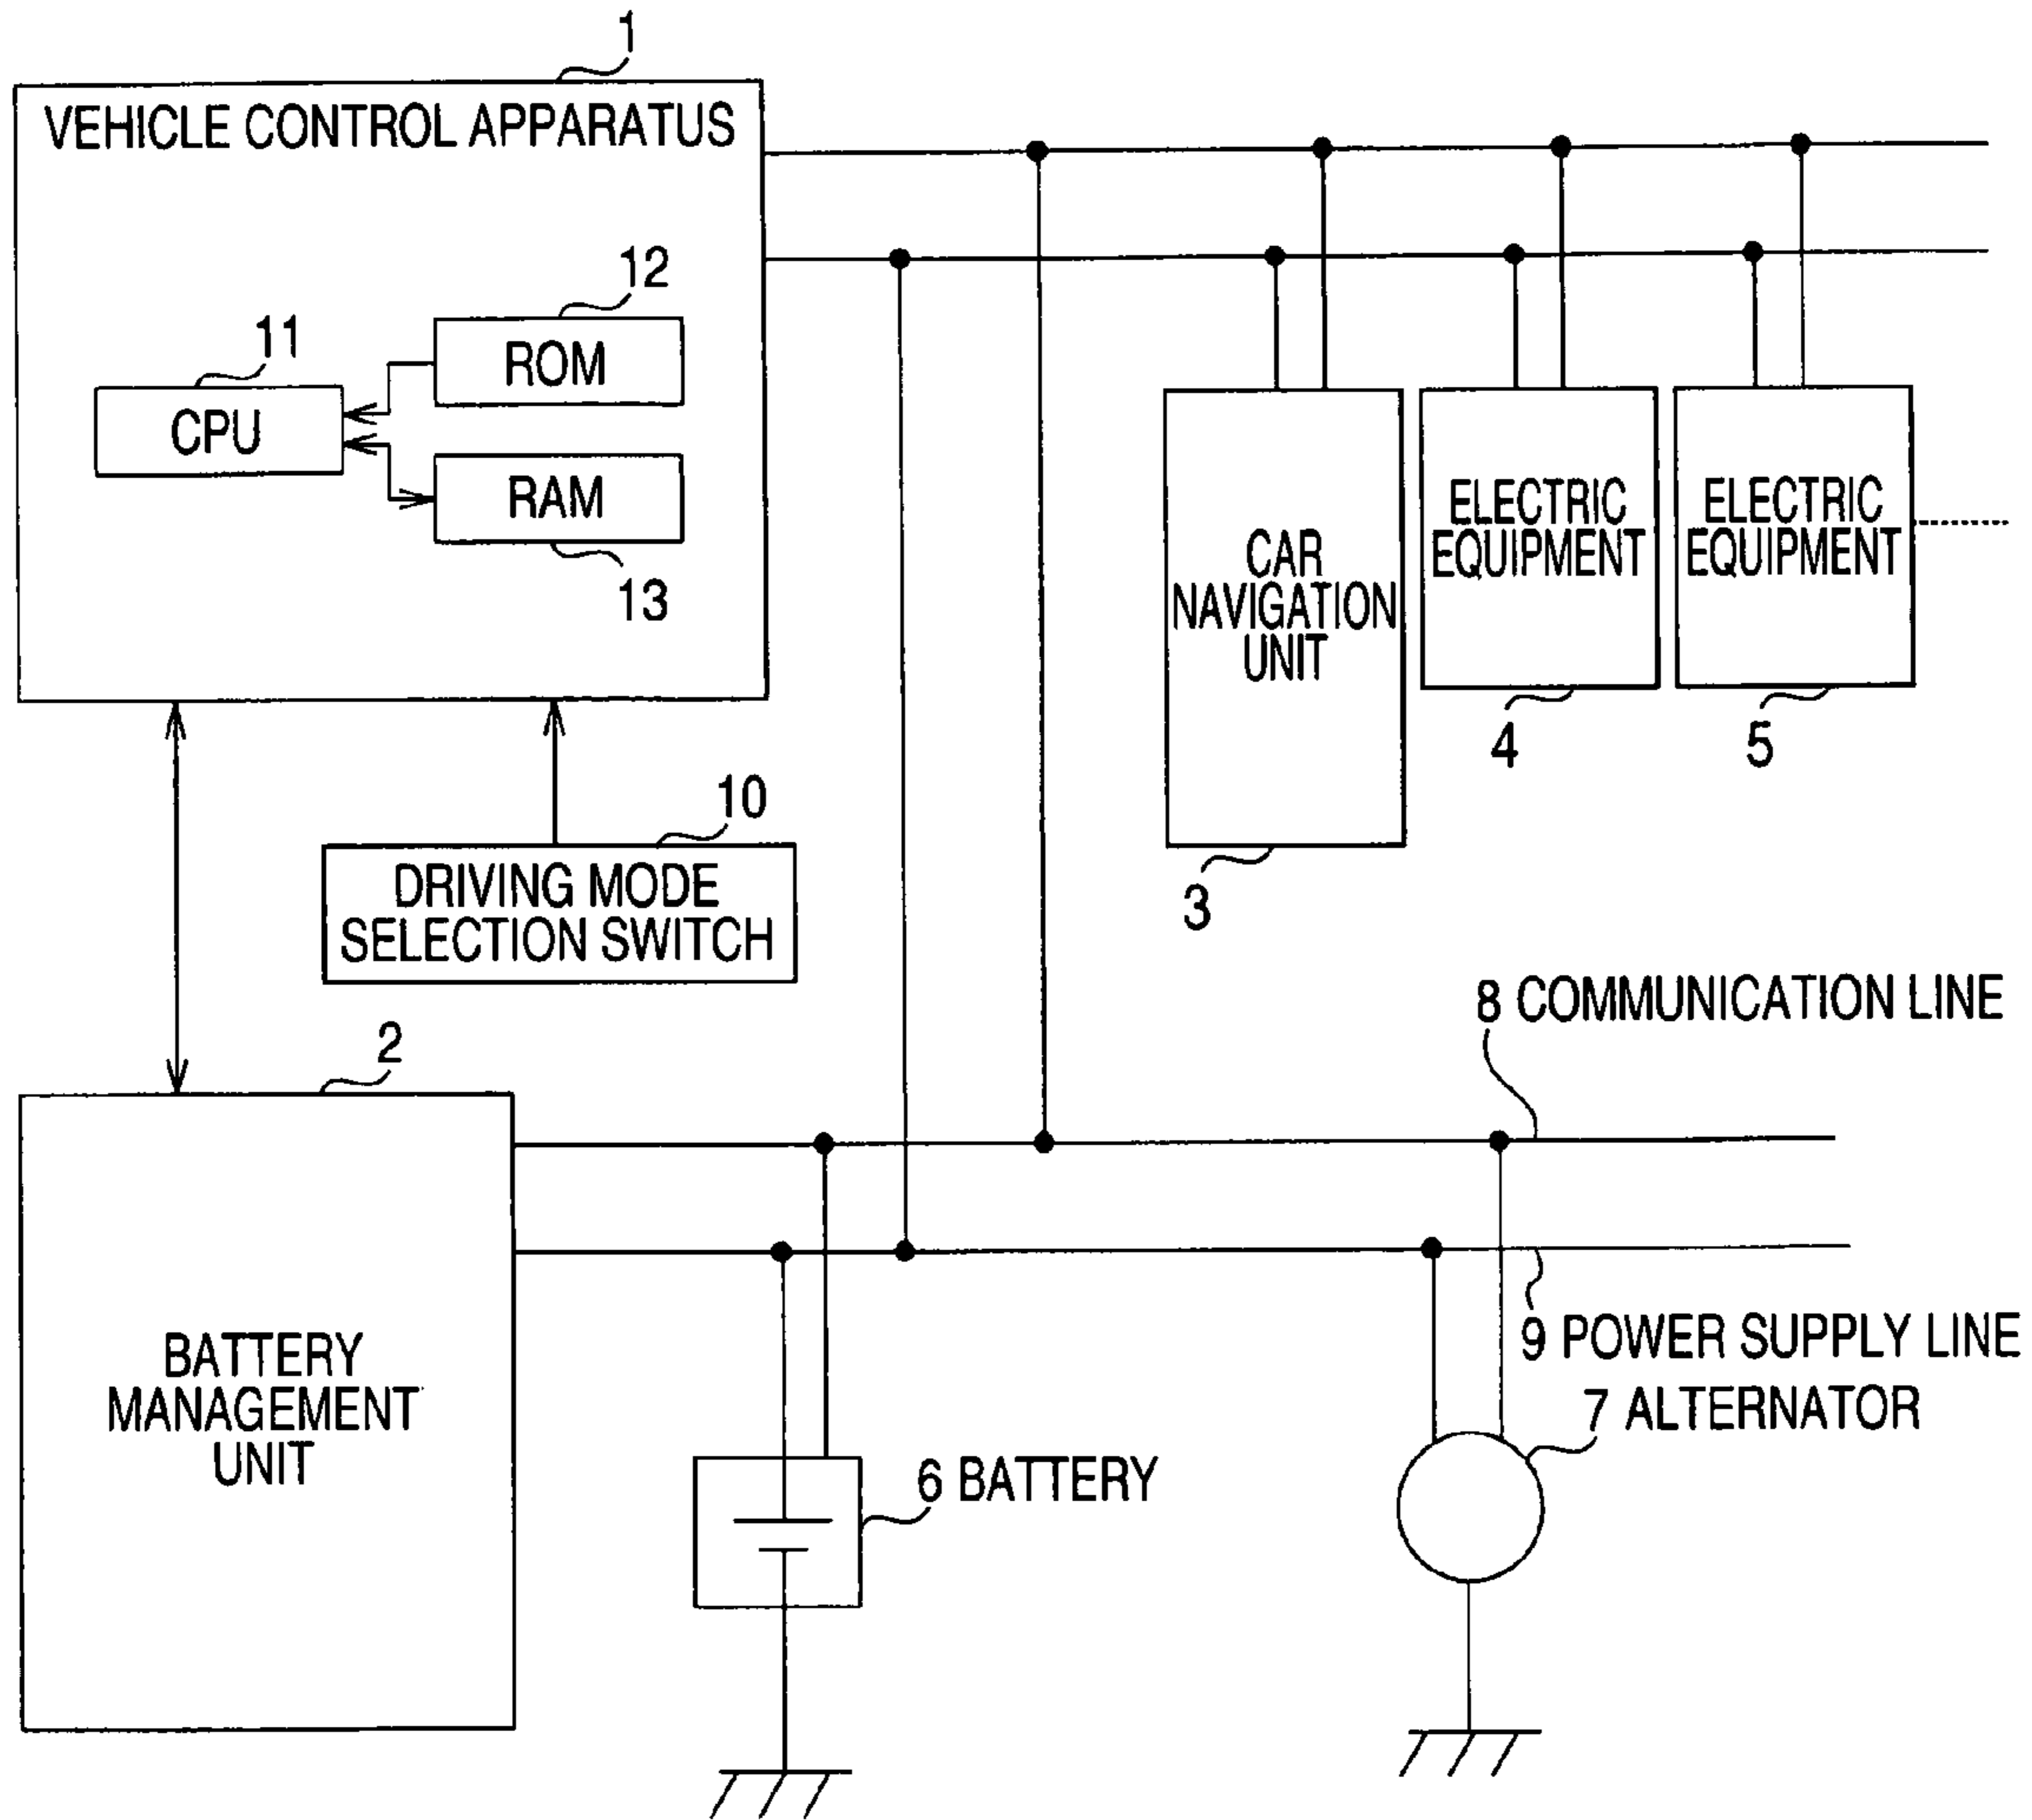 1
VEHICLE CONTROL APPARATUS
12
ROM
11
CPU
RAM
13
CAR
NAVIGATION
UNIT
3
ELECTRIC
EQUIPMENT
4
ELECTRIC
EQUIPMENT
5
10
DRIVING MODE
SELECTION SWITCH
8 COMMUNICATION LINE
2
BATTERY
MANAGEMENT
UNIT
9 POWER SUPPLY LINE
7 ALTERNATOR
6 BATTERY